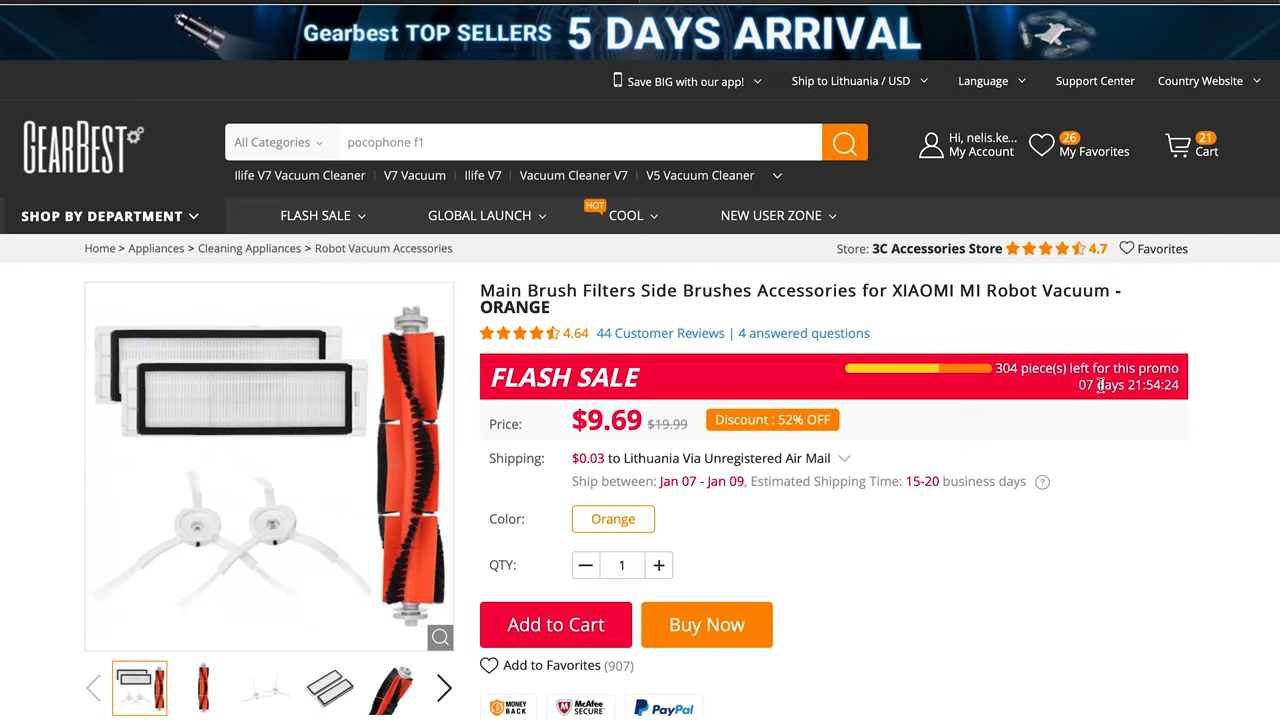 Gearbest TOP SELLERS 5 DAYS ARRIVAL
Save BIG with our app!
Ship to Lithuania / USD
Language
Support Center
Country Website
GEARBEST
All Categories
pocophone f1
Hi, nelis.ke...
My Account
26
My Favorites
21
Cart
Ilife V7 Vacuum Cleaner | V7 Vacuum | Ilife V7 | Vacuum Cleaner V7 | V5 Vacuum Cleaner
SHOP BY DEPARTMENT
FLASH SALE
GLOBAL LAUNCH
HOT
COOL
NEW USER ZONE
Home > Appliances > Cleaning Appliances > Robot Vacuum Accessories
Store: 3C Accessories Store 4.7
Favorites
Main Brush Filters Side Brushes Accessories for XIAOMI MI Robot Vacuum -
ORANGE
4.64 44 Customer Reviews | 4 answered questions
FLASH SALE
304 piece(s) left for this promo
07 days 21:54:24
Price: $9.69 $19.99 Discount : 52% OFF
Shipping: $0.03 to Lithuania Via Unregistered Air Mail
Ship between: Jan 07 - Jan 09, Estimated Shipping Time: 15-20 business days ?
Color: Orange
QTY: 1
Add to Cart
Buy Now
Add to Favorites (907)
MONEY BACK
McAfee SECURE
PayPal